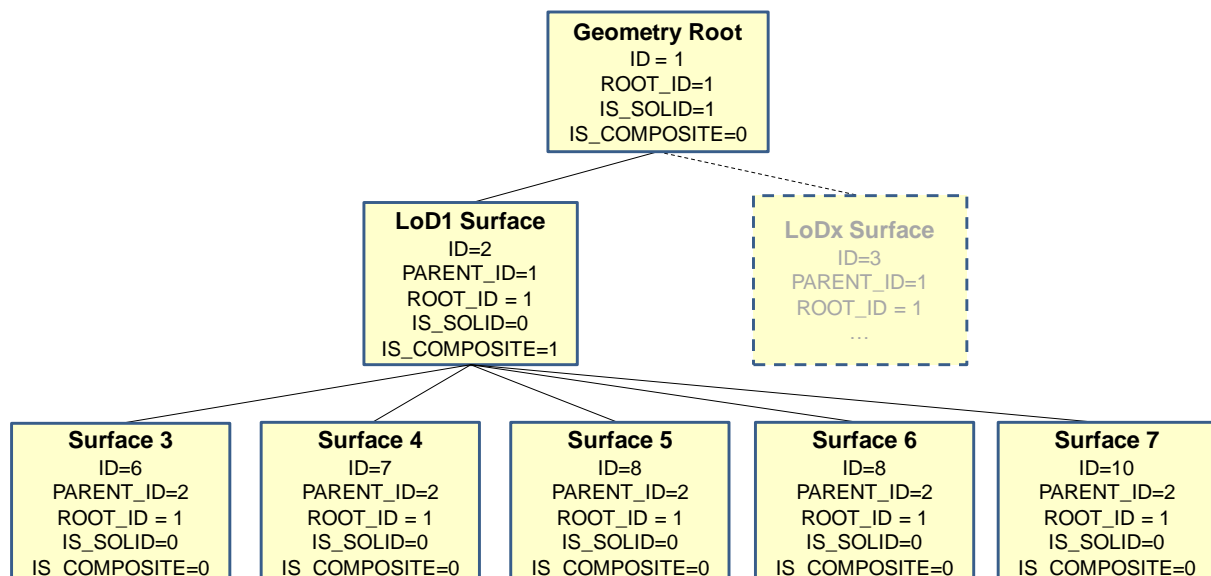 Geometry Root
ID = 1
ROOT_ID=1
IS_SOLID=1
IS_COMPOSITE=0
LoD1 Surface
ID=2
PARENT_ID=1
ROOT_ID = 1
IS_SOLID=0
IS_COMPOSITE=1
LoDx Surface
ID=3
PARENT_ID=1
ROOT_ID = 1
…
Surface 3
ID=6
PARENT_ID=2
ROOT_ID = 1
IS_SOLID=0
IS_COMPOSITE=0
Surface 4
ID=7
PARENT_ID=2
ROOT_ID = 1
IS_SOLID=0
IS_COMPOSITE=0
Surface 5
ID=8
PARENT_ID=2
ROOT_ID = 1
IS_SOLID=0
IS_COMPOSITE=0
Surface 6
ID=8
PARENT_ID=2
ROOT_ID = 1
IS_SOLID=0
IS_COMPOSITE=0
Surface 7
ID=10
PARENT_ID=2
ROOT_ID = 1
IS_SOLID=0
IS_COMPOSITE=0